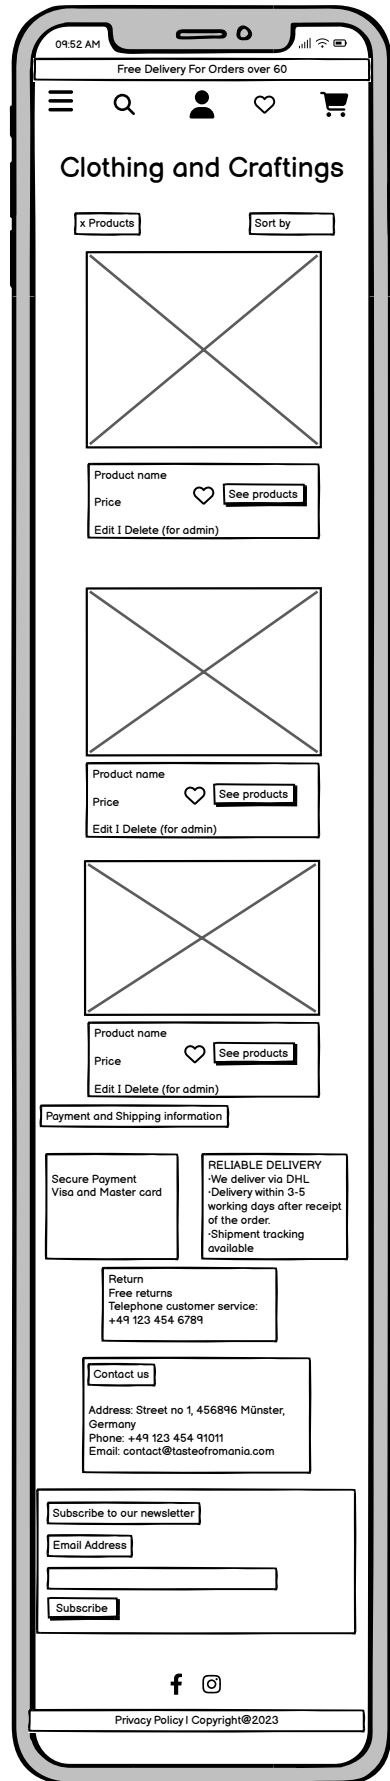 09:52 AM
Free Delivery For Orders over 60
Clothing and Craftings
x Products
Sort by
Product name
Price
See products
Edit I Delete (for admin)
Product name
Price
See products
Edit I Delete (for admin)
Product name
Price
See products
Edit I Delete (for admin)
Payment and Shipping information
Secure Payment
Visa and Master card
RELIABLE DELIVERY
•We deliver via DHL
•Delivery within 3-5
working days after receipt
of the order.
•Shipment tracking
available
Return
Free returns
Telephone customer service:
+49 123 454 6789
Contact us
Address: Street no 1, 456896 Münster,
Germany
Phone: +49 123 454 91011
Email: contact@tasteofromania.com
Subscribe to our newsletter
Email Address
Subscribe
Privacy Policy I Copyright@2023